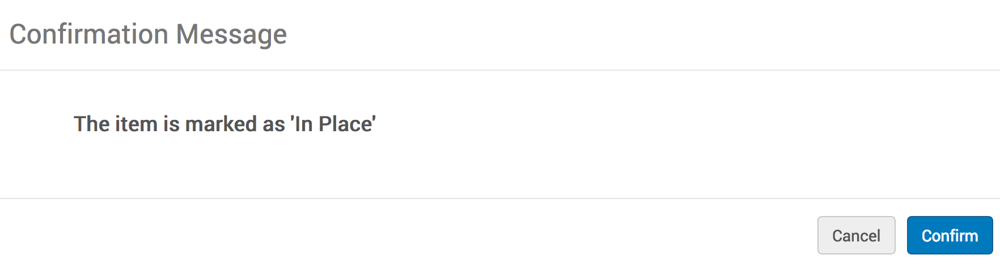 Confirmation Message
The item is marked as 'In Place'
Cancel Confirm